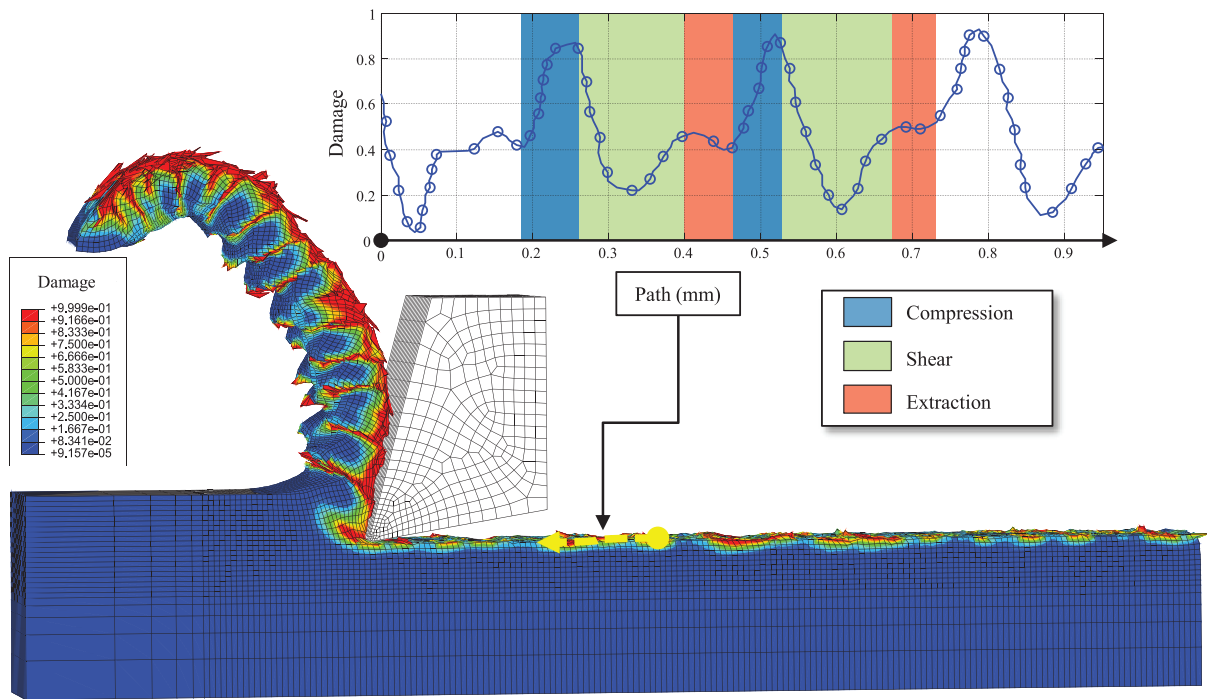 1
0.8
0.6
0.4
0.2
0
Damage
0
0.1
0.2
0.3
0.4
0.5
0.6
0.7
0.8
0.9
Path (mm)
Damage
+9.999e-01
+9.166e-01
+8.333e-01
+7.500e-01
+6.666e-01
+5.833e-01
+5.000e-01
+4.167e-01
+3.334e-01
+2.500e-01
+1.667e-01
+8.341e-02
+9.157e-05
Compression
Shear
Extraction